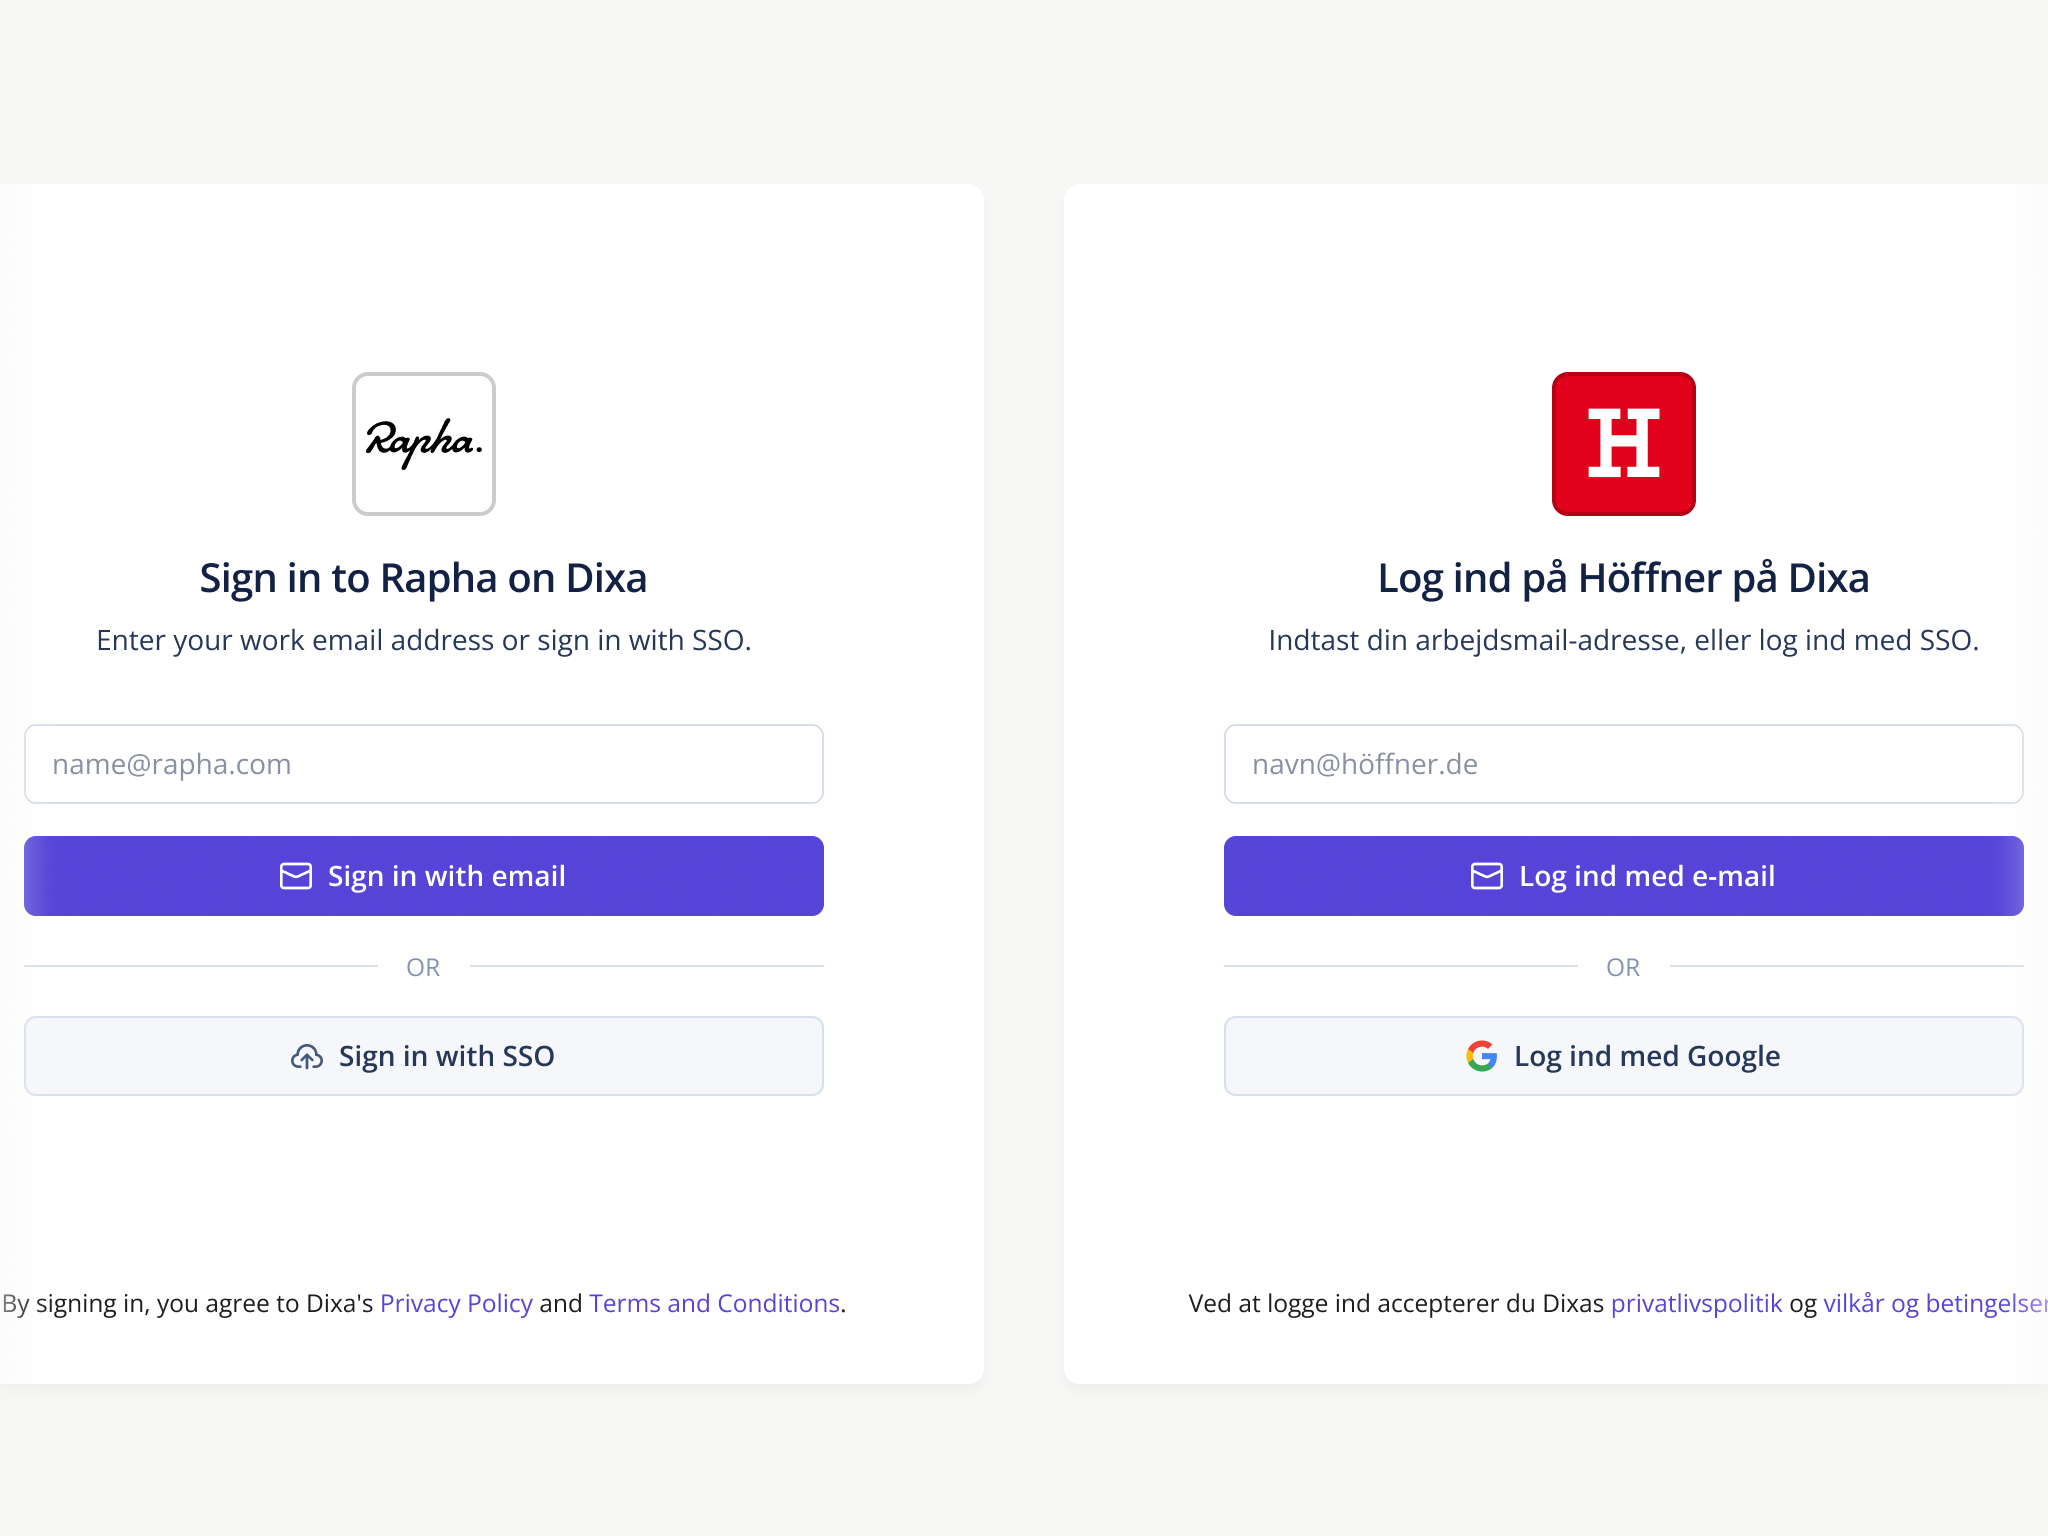 Rapha.
Sign in to Rapha on Dixa
Enter your work email address or sign in with SSO.
name@rapha.com
Sign in with email
OR
Sign in with SSO
By signing in, you agree to Dixa's Privacy Policy and Terms and Conditions.
H
Log ind på Höffner på Dixa
Indtast din arbejdsmail-adresse, eller log ind med SSO.
navn@höffner.de
Log ind med e-mail
OR
Log ind med Google
Ved at logge ind accepterer du Dixas privatlivspolitik og vilkår og betingelser